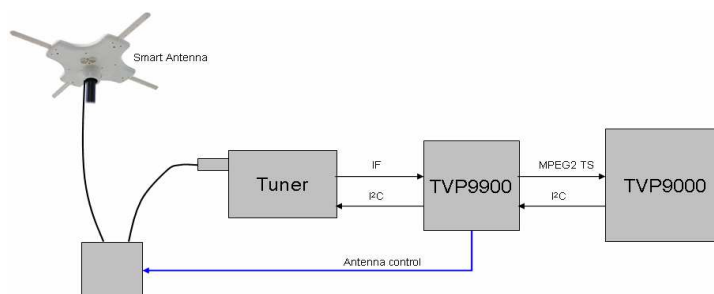 Smart Antenna
Tuner
IF
I²C
TVP9900
MPEG2 TS
I²C
TVP9000
Antenna control